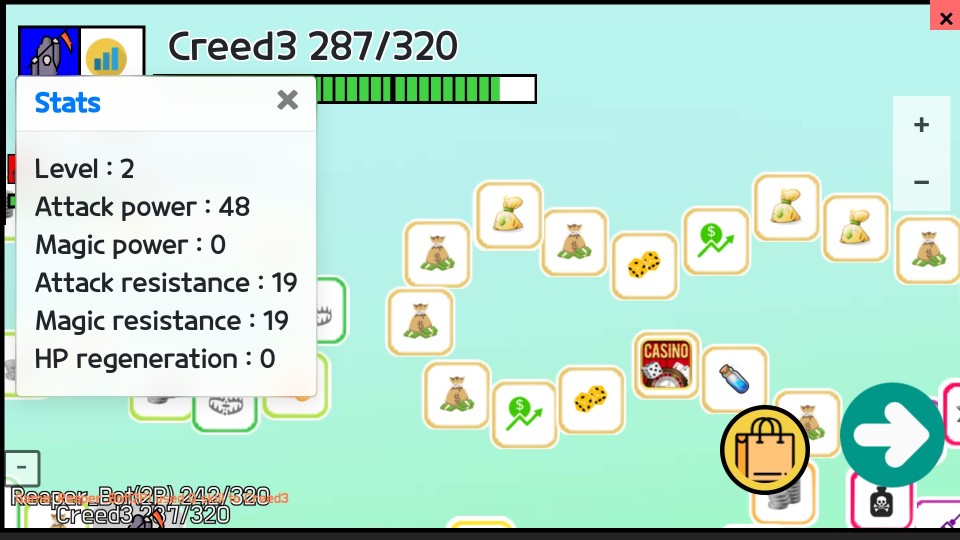 Creed3 287/320
Stats
Level : 2
Attack power : 48
Magic power : 0
Attack resistance : 19
Magic resistance : 19
HP regeneration : 0
CASINO
+
-
-
Reaper_Bot(2P) 242/320
Creed3 287/320